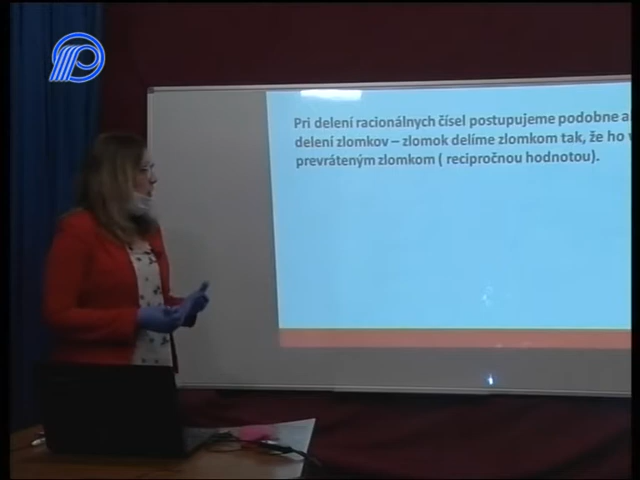 Pri delení racionálnych čísel postupujeme podobne a
delení zlomkov – zlomok delíme zlomkom tak, že ho v
prevráteným zlomkom ( recipročnou hodnotou).